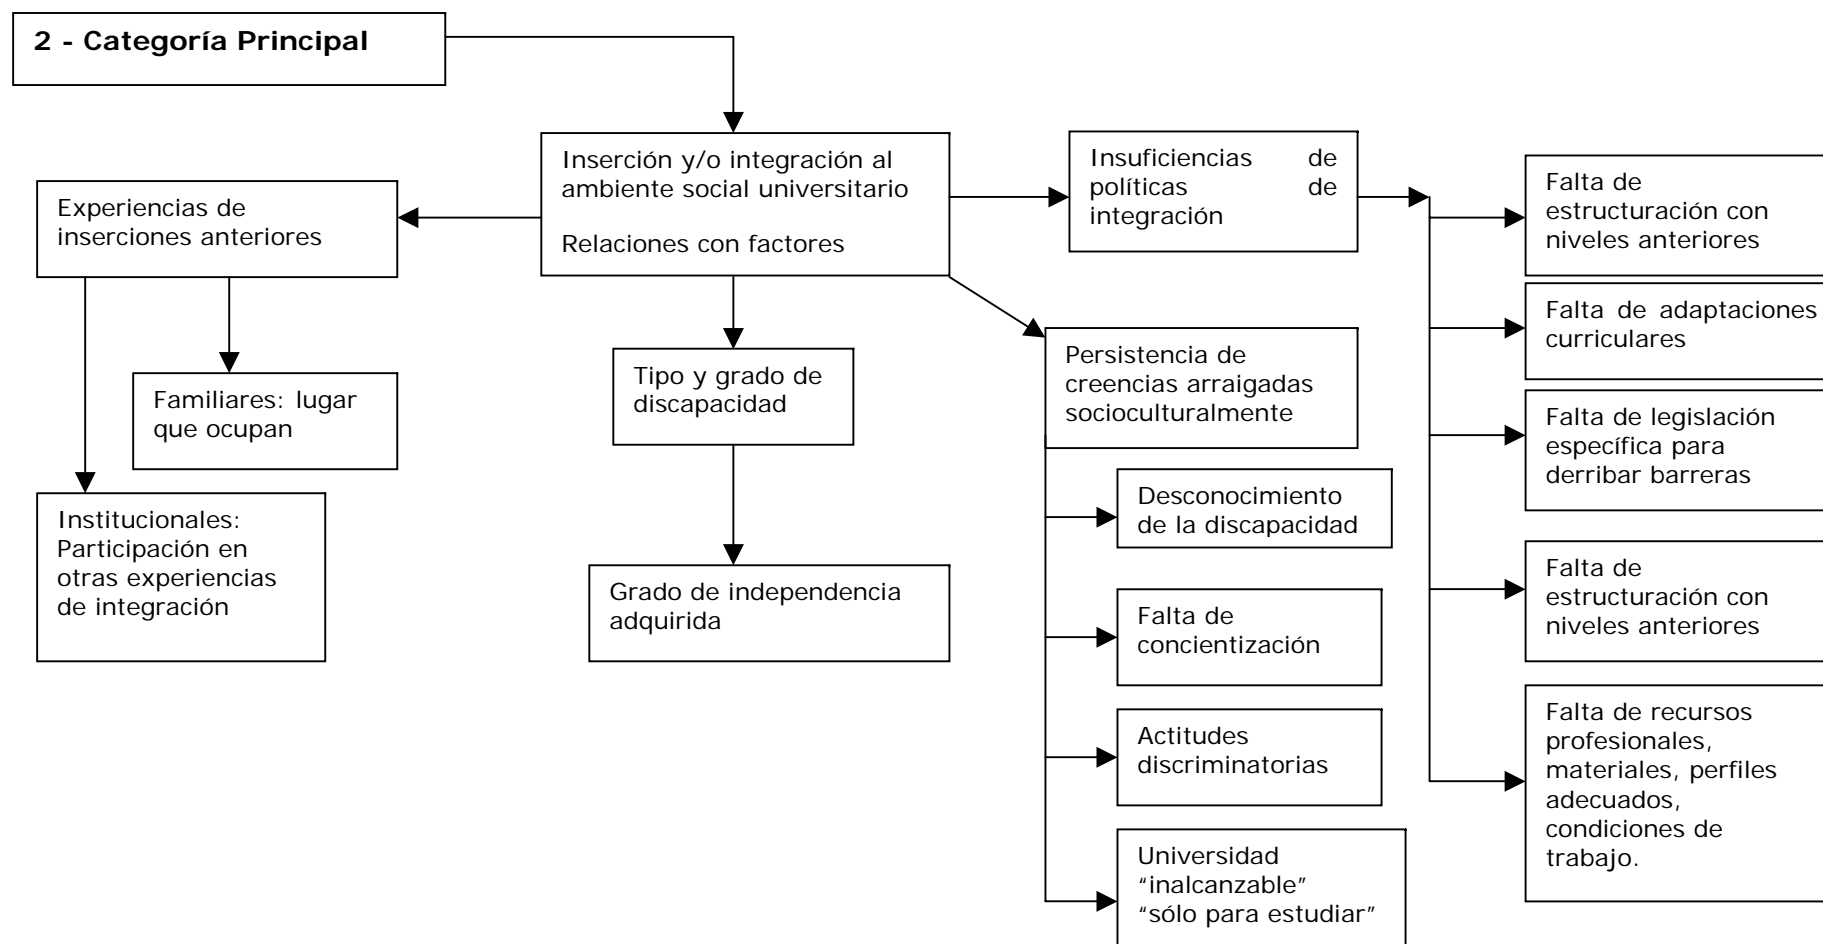 2 - Categoría Principal
Inserción y/o integración al
ambiente social universitario
Relaciones con factores
Experiencias de
inserciones anteriores
Familiares: lugar
que ocupan
Institucionales:
Participación en
otras experiencias
de integración
Tipo y grado de
discapacidad
Grado de independencia
adquirida
Insuficiencias de
políticas de
integración
Persistencia de
creencias arraigadas
socioculturalmente
Desconocimiento
de la discapacidad
Falta de
concientización
Actitudes
discriminatorias
Universidad
“inalcanzable”
“sólo para estudiar”
Falta de
estructuración con
niveles anteriores
Falta de adaptaciones
curriculares
Falta de legislación
específica para
derribar barreras
Falta de
estructuración con
niveles anteriores
Falta de recursos
profesionales,
materiales, perfiles
adecuados,
condiciones de
trabajo.